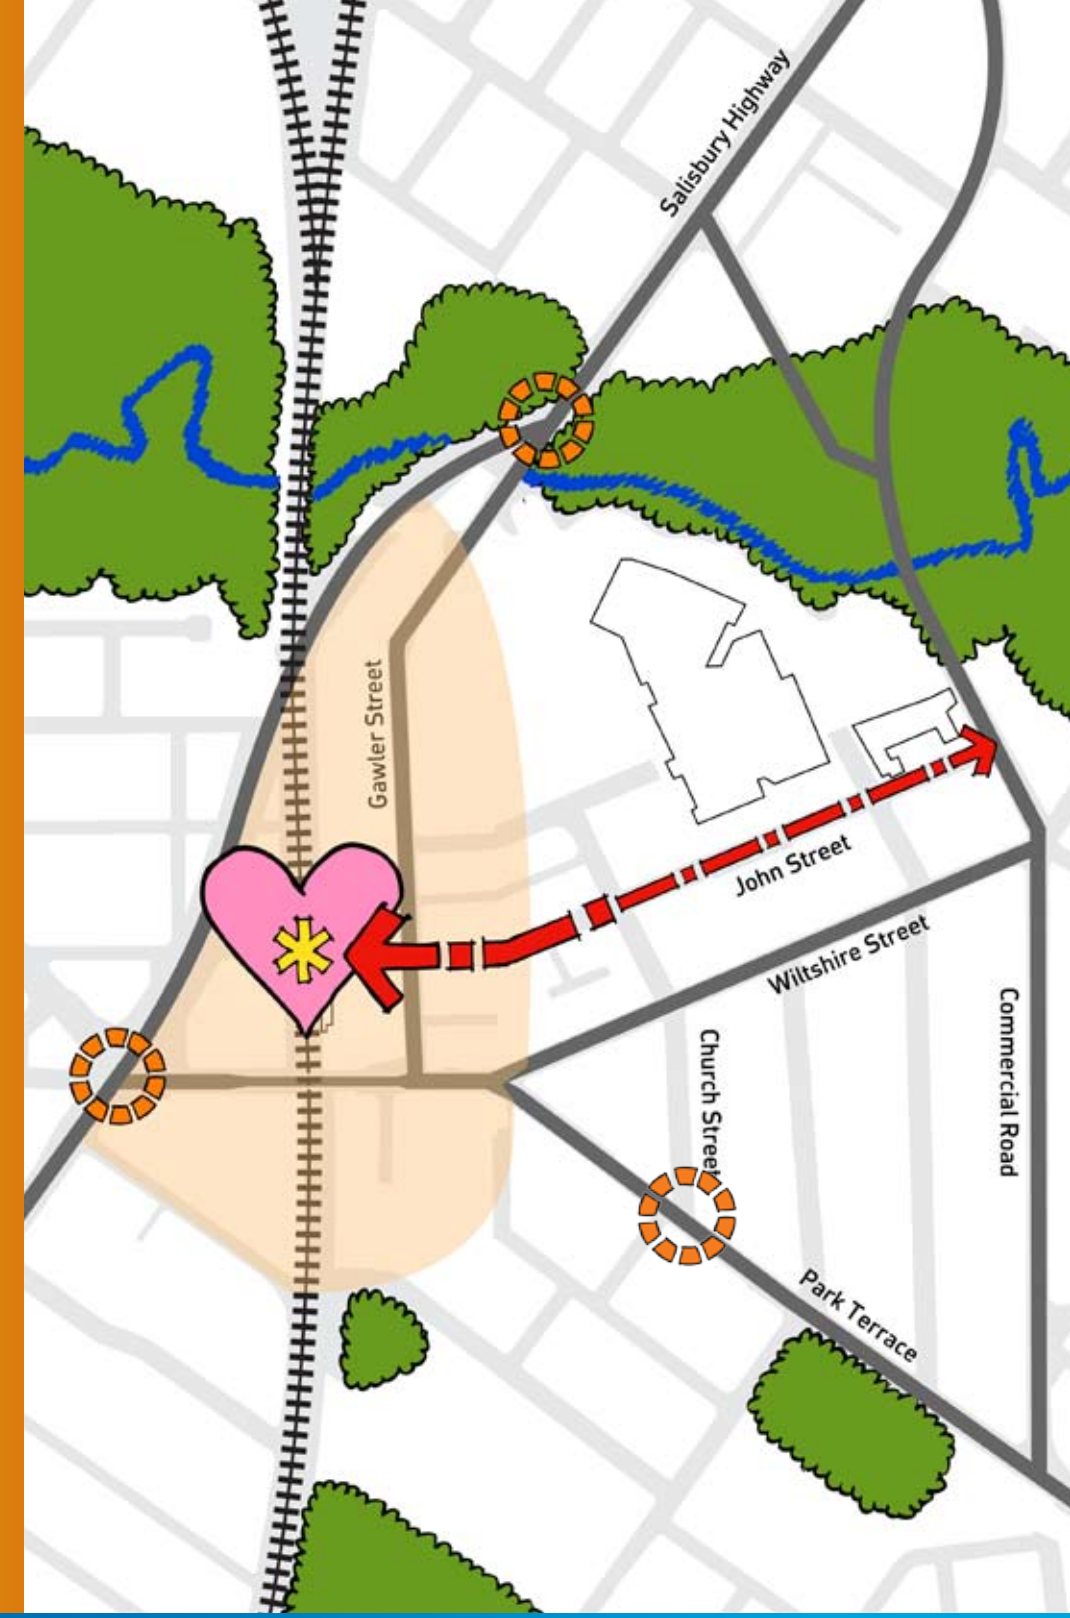 Salisbury Highway
Gawler Street
John Street
Wiltshire Street
Church Street
Commercial Road
Park Terrace